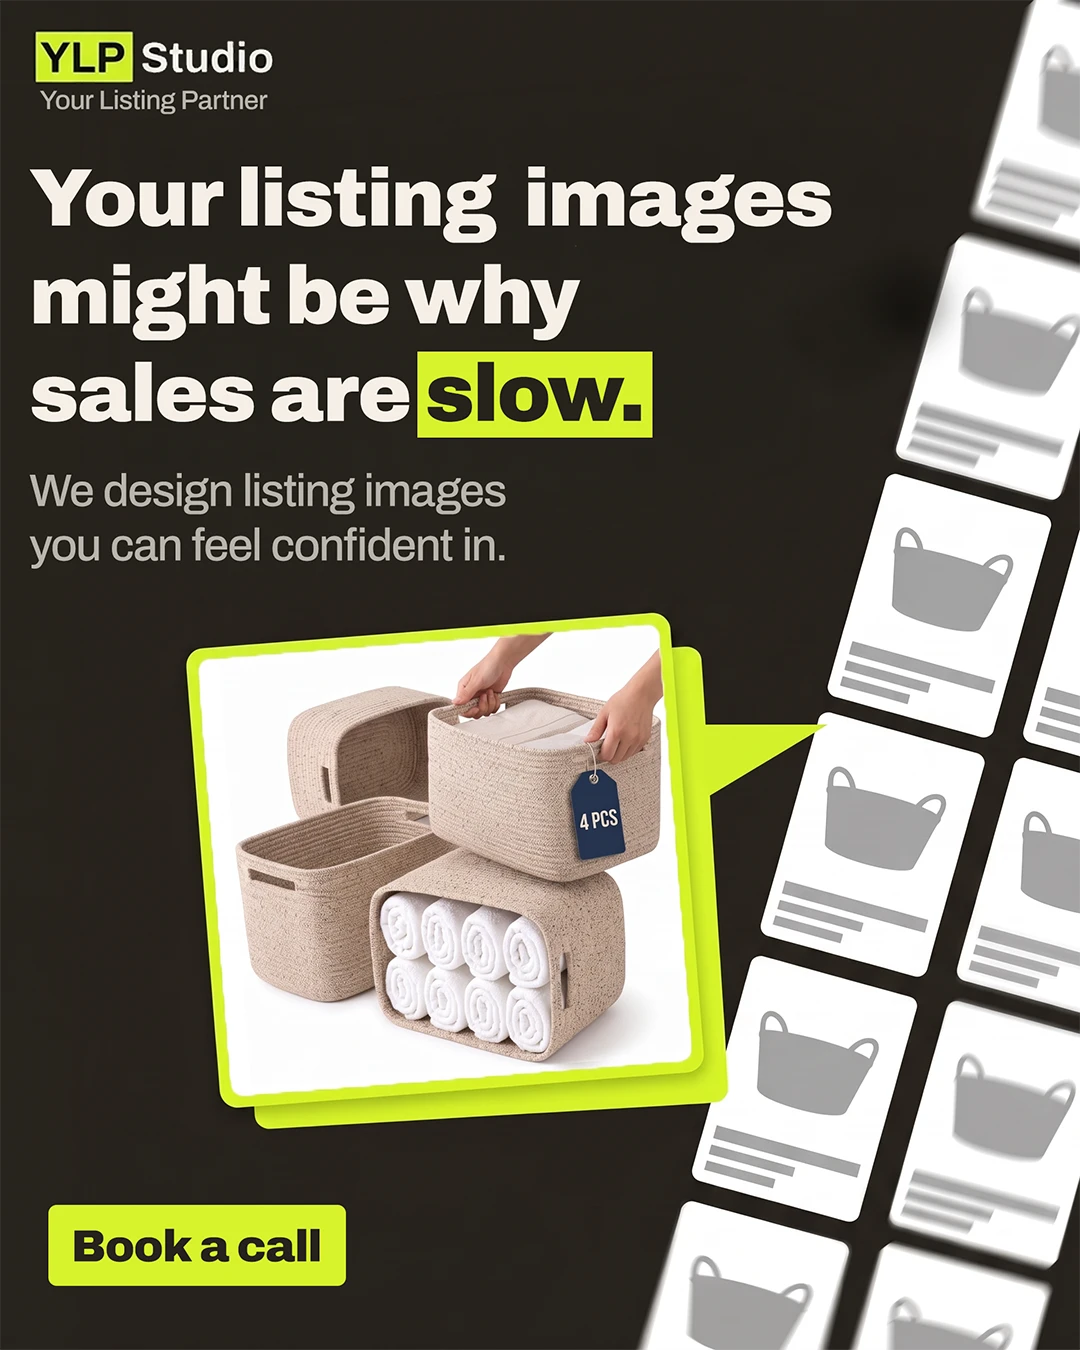 YLP Studio
Your Listing Partner
Your listing images
might be why
sales are slow.
We design listing images
you can feel confident in.
4 PCS
Book a call